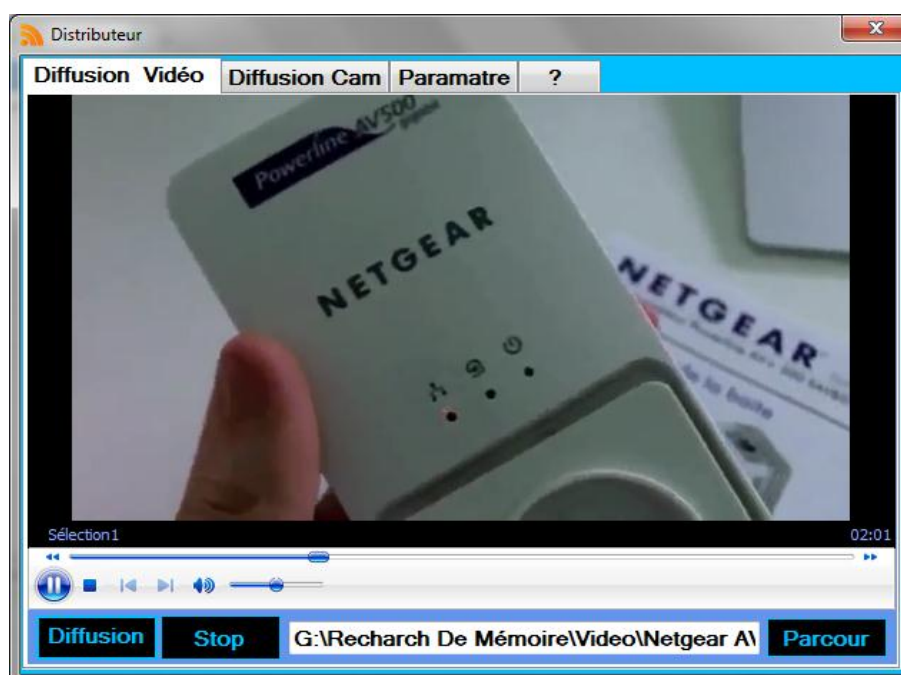 Distributeur
Diffusion Vidéo
Diffusion Cam
Paramatre
?
Powerline AV500
NETGEAR
NETGEAR
de la boîte
Sélection1
02:01
Diffusion
Stop
G:\Recharch De Mémoire\Video\Netgear A\
Parcour